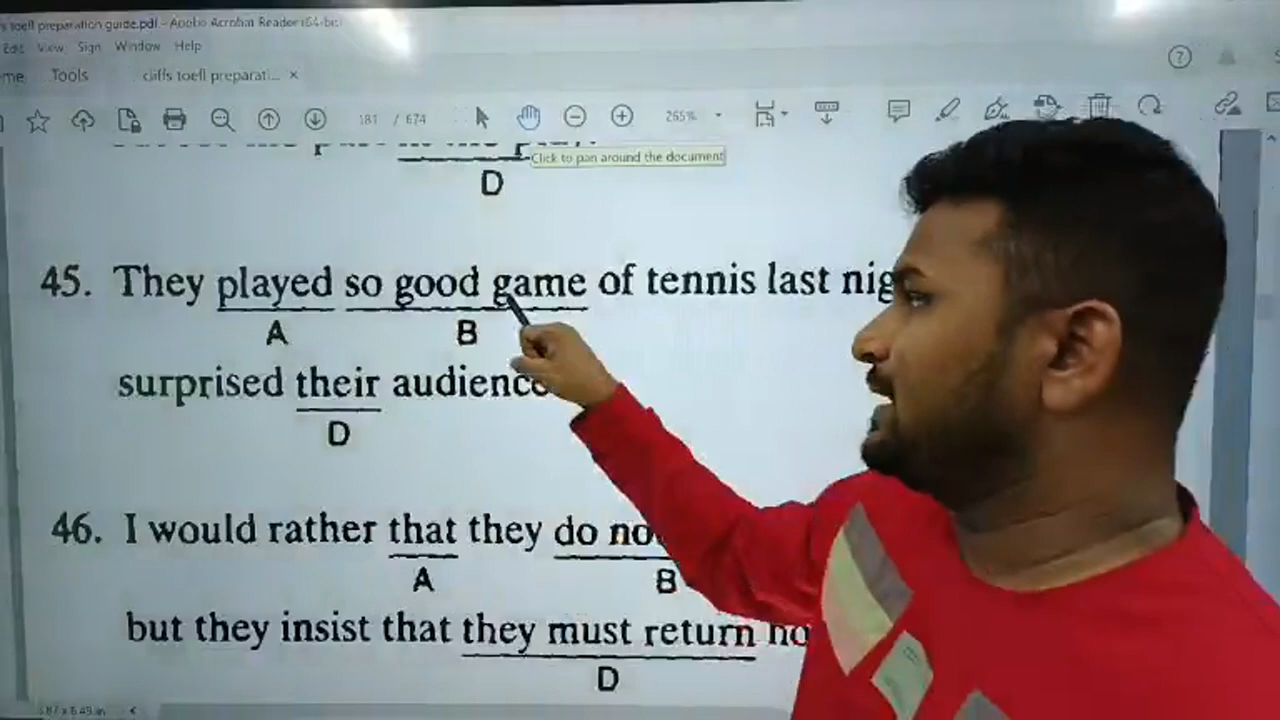 toefl preparation guide.pdf - Adobe Acrobat Reader (64-bit)
Edit View Sign Window Help
Tools cliffs toefl preparati... ×
181 / 674 265%
Click to pan around the document
D
45. They played so good game of tennis last nig
A B
surprised their audience
D
46. I would rather that they do no
A B
but they insist that they must return ho
D